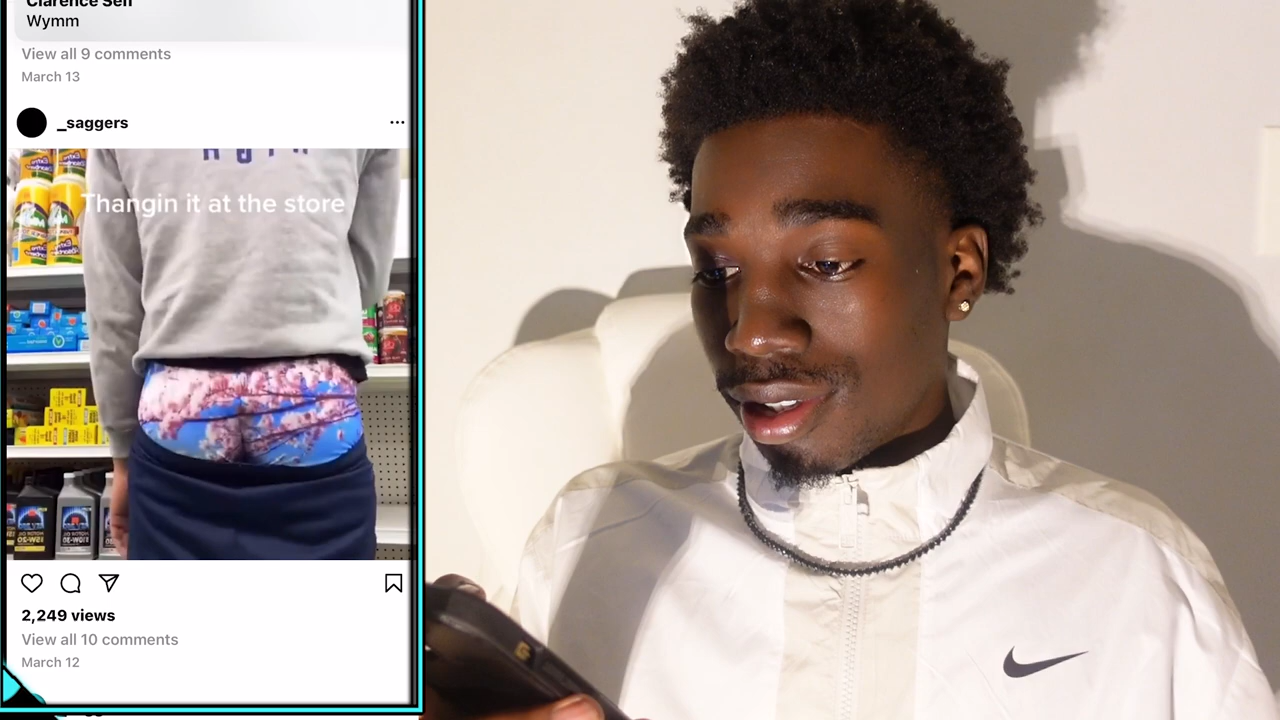 Clarence Self
Wymm
View all 9 comments
March 13
_saggers
Thangin it at the store
2,249 views
View all 10 comments
March 12